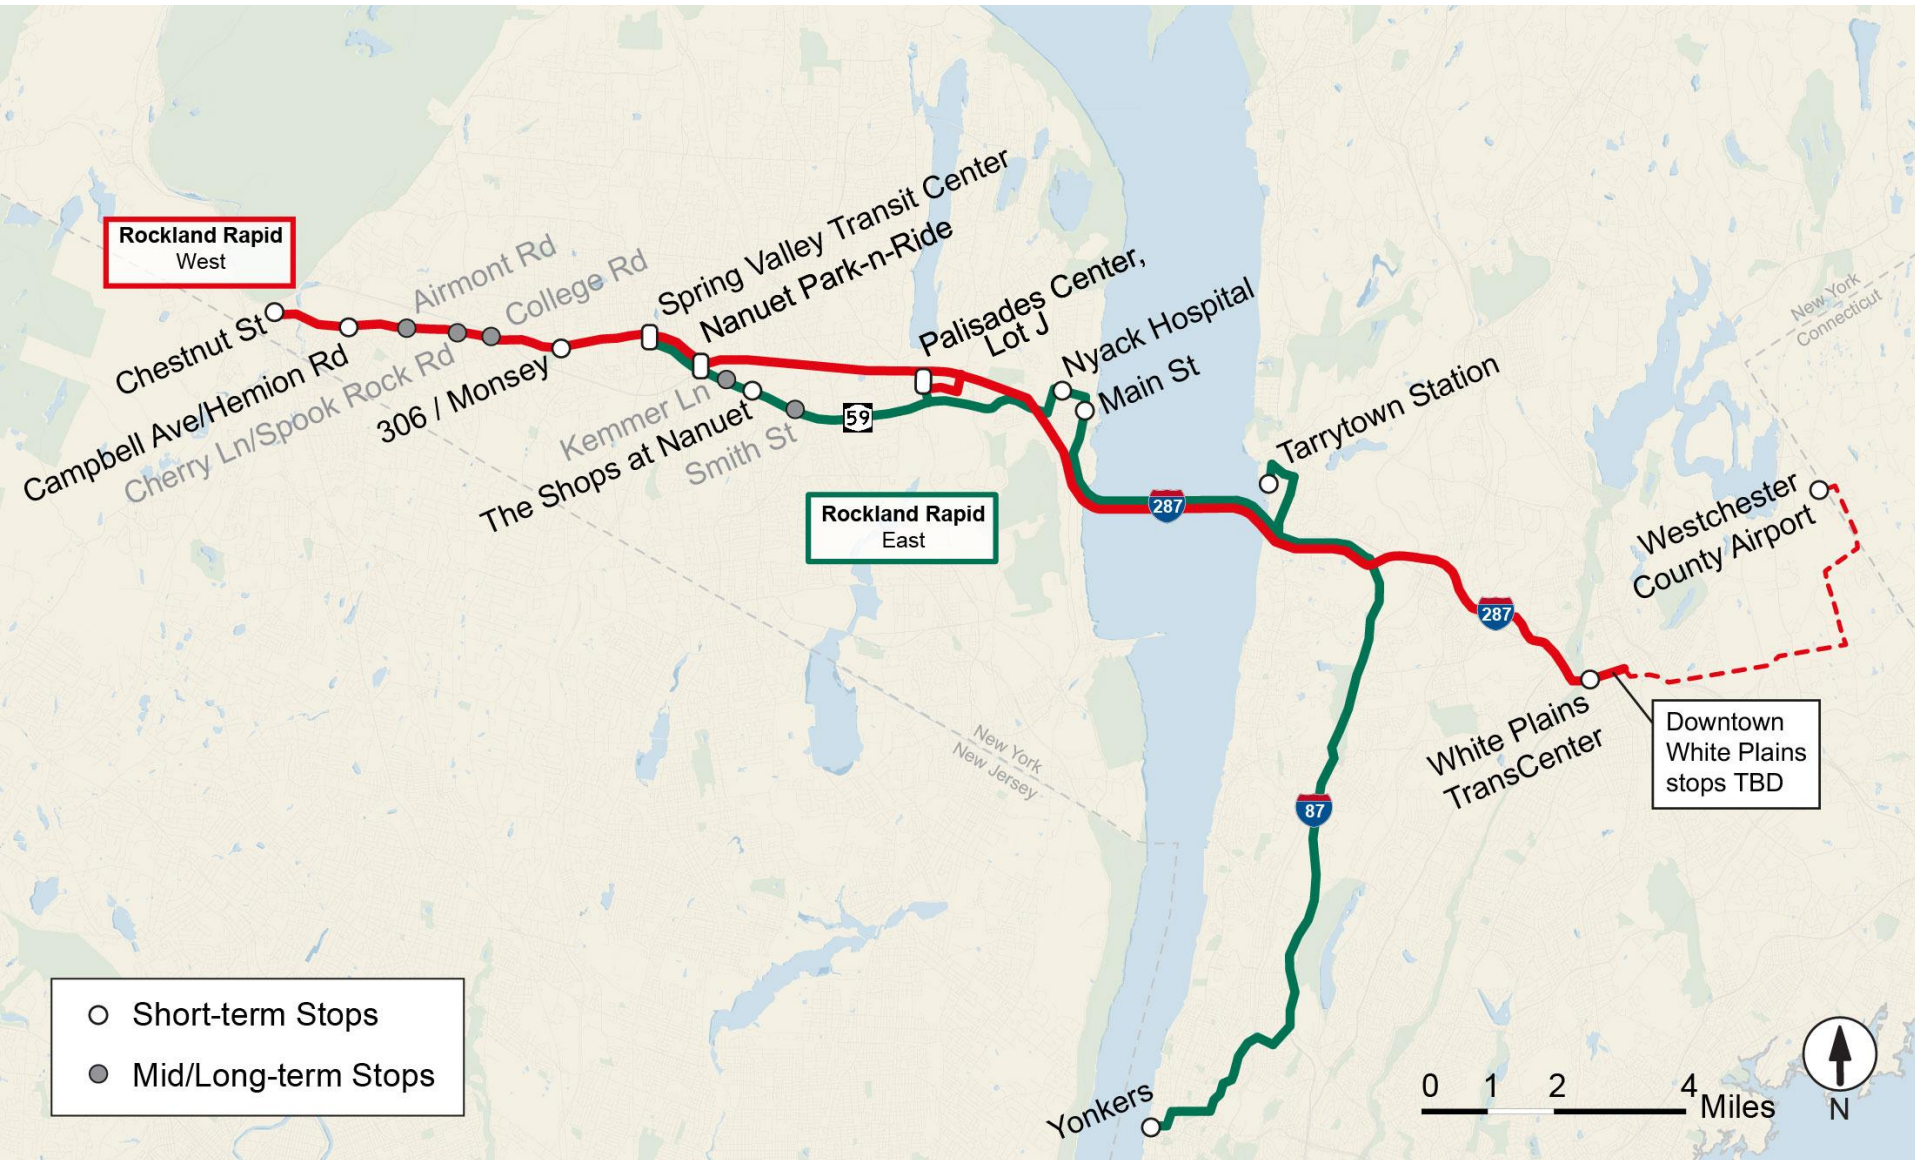 Rockland Rapid
West
Airmont Rd
College Rd
Spring Valley Transit Center
Nanuet Park-n-Ride
Palisades Center,
Lot J
Nyack Hospital
Main St
Tarrytown Station
Chestnut St
Campbell Ave/Hemion Rd
Cherry Ln/Spook Rock Rd
306 / Monsey
Kemmer Ln
The Shops at Nanuet
Smith St
59
287
Rockland Rapid
East
New York
Connecticut
Westchester
County Airport
287
White Plains
TransCenter
Downtown
White Plains
stops TBD
New York
New Jersey
87
Yonkers
Short-term Stops
Mid/Long-term Stops
0 1 2 4
Miles
N